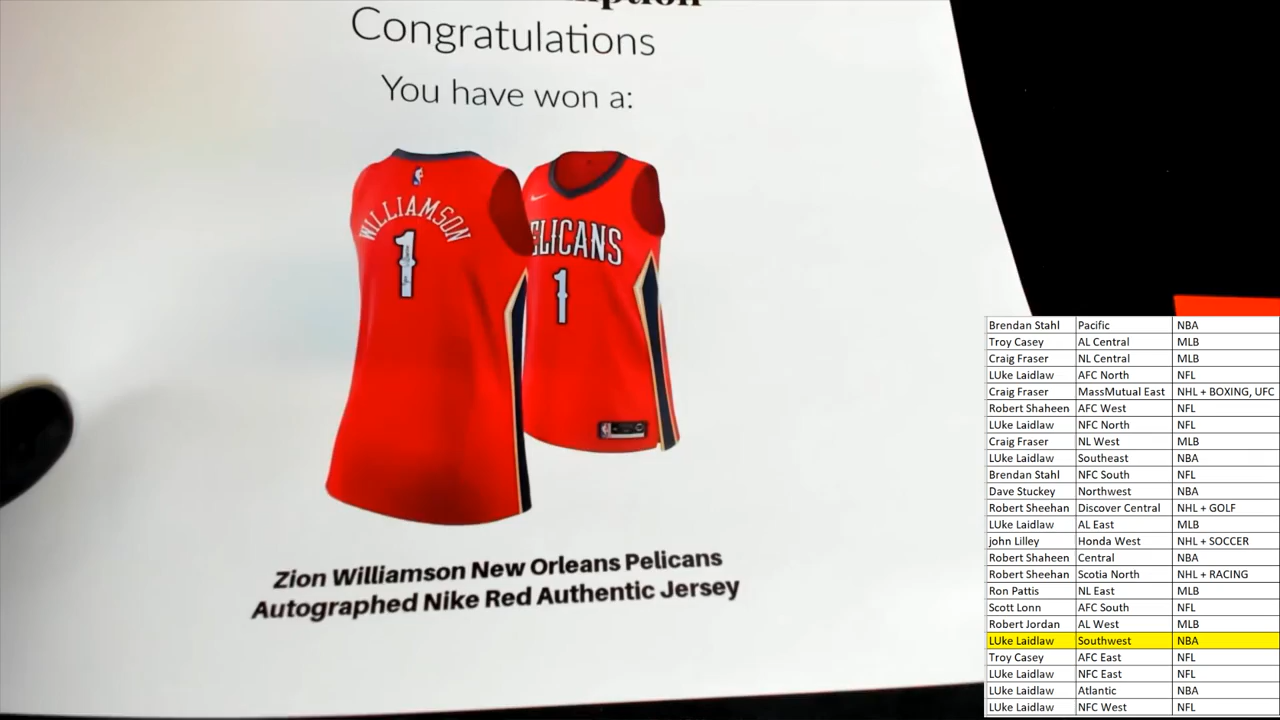 Congratulations
You have won a:
WILLIAMSON
1
PELICANS
1
Zion Williamson New Orleans Pelicans
Autographed Nike Red Authentic Jersey
Brendan Stahl Pacific NBA
Troy Casey AL Central MLB
Craig Fraser NL Central MLB
LUke Laidlaw AFC North NFL
Craig Fraser MassMutual East NHL + BOXING, UFC
Robert Shaheen AFC West NFL
LUke Laidlaw NFC North NFL
Craig Fraser NL West MLB
LUke Laidlaw Southeast NBA
Brendan Stahl NFC South NFL
Dave Stuckey Northwest NBA
Robert Sheehan Discover Central NHL + GOLF
LUke Laidlaw AL East MLB
john Lilley Honda West NHL + SOCCER
Robert Shaheen Central NBA
Robert Sheehan Scotia North NHL + RACING
Ron Pattis NL East MLB
Scott Lonn AFC South NFL
Robert Jordan AL West MLB
LUke Laidlaw Southwest NBA
Troy Casey AFC East NFL
LUke Laidlaw NFC East NFL
LUke Laidlaw Atlantic NBA
LUke Laidlaw NFC West NFL